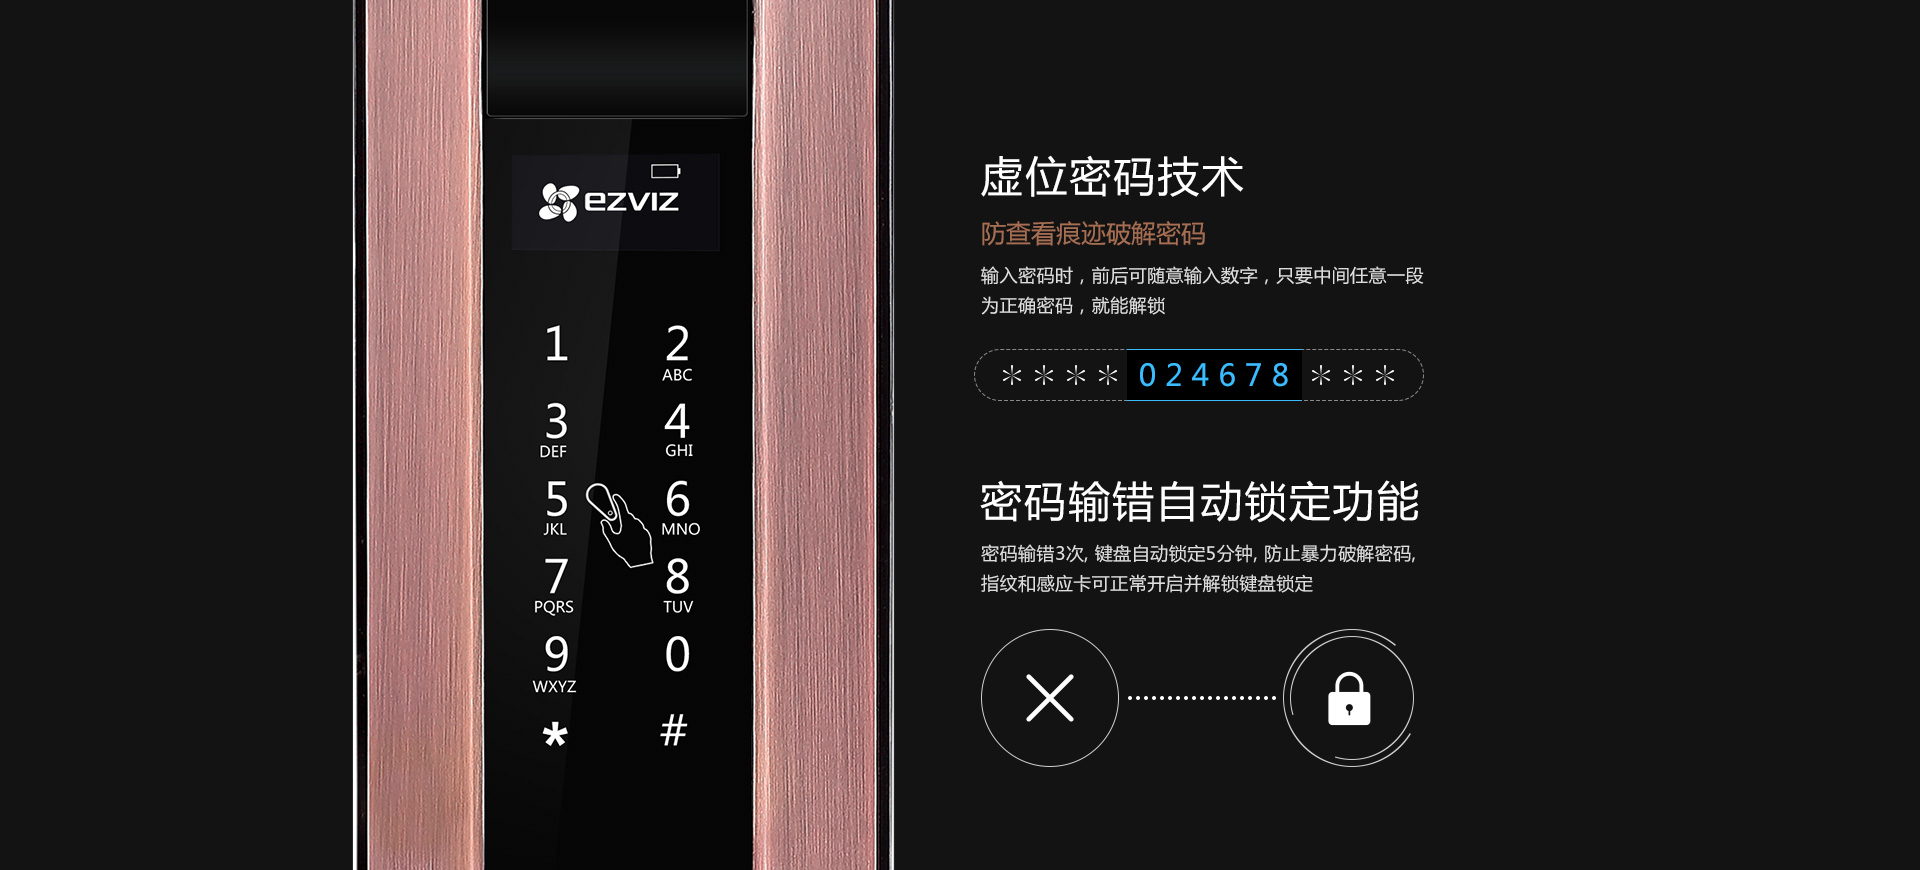 ezviz
1 2
ABC
3 4
DEF GHI
5 6
JKL MNO
7 8
PQRS TUV
9 0
WXYZ
* #
虚位密码技术
防查看痕迹破解密码
输入密码时，前后可随意输入数字，只要中间任意一段
为正确密码，就能解锁
* * * * 0 2 4 6 7 8 * * *
密码输错自动锁定功能
密码输错3次, 键盘自动锁定5分钟, 防止暴力破解密码,
指纹和感应卡可正常开启并解锁键盘锁定